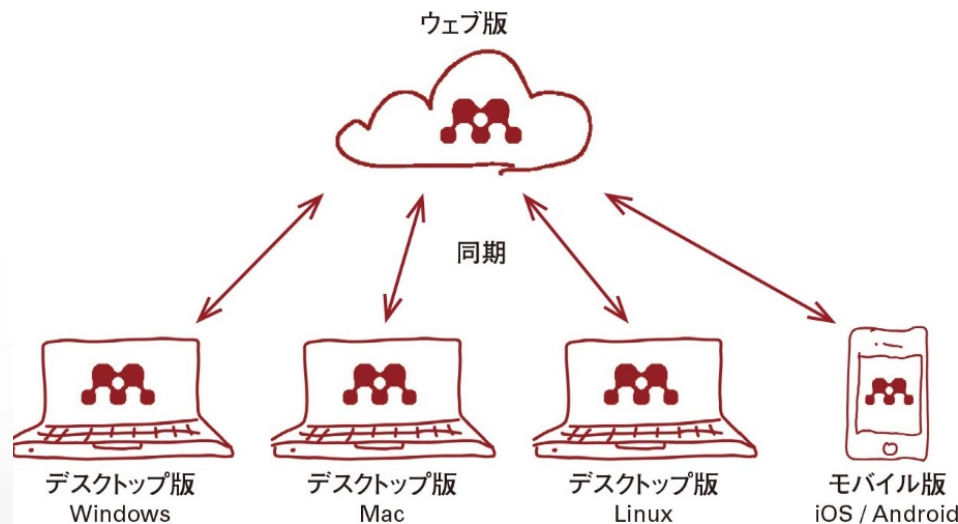 ウェブ版
同期
デスクトップ版
Windows
デスクトップ版
Mac
デスクトップ版
Linux
モバイル版
iOS / Android